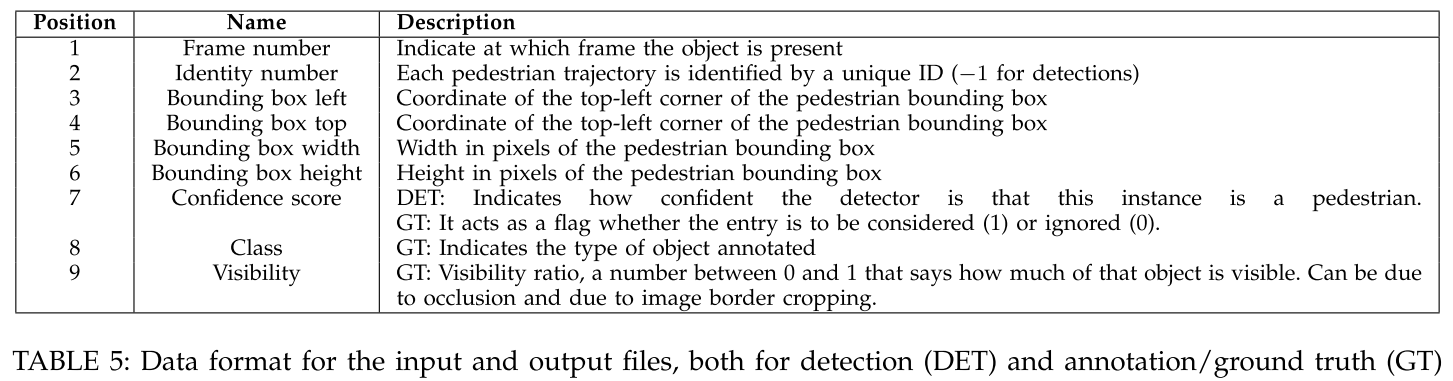 Position Name Description
1 Frame number Indicate at which frame the object is present
2 Identity number Each pedestrian trajectory is identified by a unique ID (−1 for detections)
3 Bounding box left Coordinate of the top-left corner of the pedestrian bounding box
4 Bounding box top Coordinate of the top-left corner of the pedestrian bounding box
5 Bounding box width Width in pixels of the pedestrian bounding box
6 Bounding box height Height in pixels of the pedestrian bounding box
7 Confidence score DET: Indicates how confident the detector is that this instance is a pedestrian.
GT: It acts as a flag whether the entry is to be considered (1) or ignored (0).
8 Class GT: Indicates the type of object annotated
9 Visibility GT: Visibility ratio, a number between 0 and 1 that says how much of that object is visible. Can be due
to occlusion and due to image border cropping.
TABLE 5: Data format for the input and output files, both for detection (DET) and annotation/ground truth (GT)